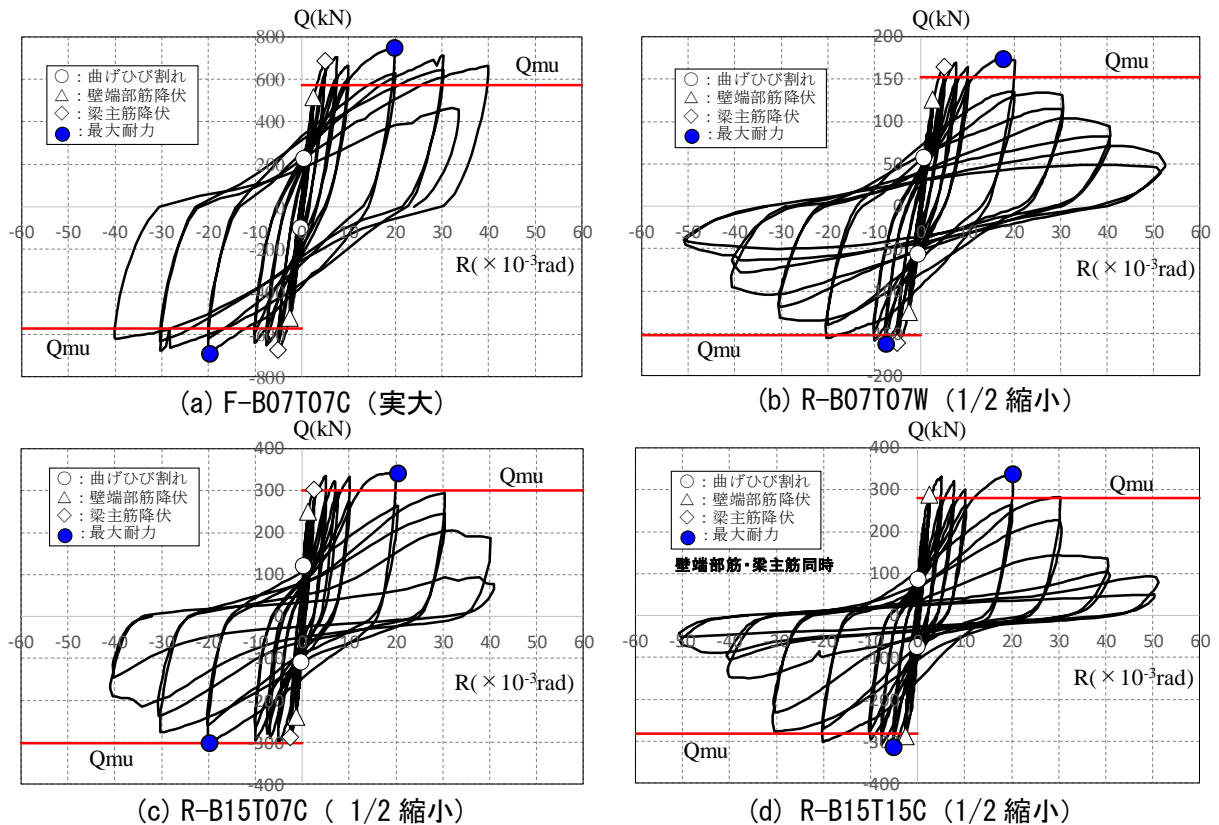 Q(kN)
800
600
400
200
0
-200
-400
-600
-800
-60 -50 -40 -30 -20 -10 0 10 20 30 40 50 60
○：曲げひび割れ
△：壁端部筋降伏
◇：梁主筋降伏
●：最大耐力
Qmu
R(×10⁻³rad)
Qmu
(a) F-B07T07C（実大）
Q(kN)
200
150
100
50
0
-50
-100
-150
-200
-60 -50 -40 -30 -20 -10 0 10 20 30 40 50 60
○：曲げひび割れ
△：壁端部筋降伏
◇：梁主筋降伏
●：最大耐力
Qmu
R(×10⁻³rad)
Qmu
(b) R-B07T07W（1/2 縮小）
Q(kN)
400
300
200
100
0
-100
-200
-300
-400
-60 -50 -40 -30 -20 -10 0 10 20 30 40 50 60
○：曲げひび割れ
△：壁端部筋降伏
◇：梁主筋降伏
●：最大耐力
Qmu
R(×10⁻³rad)
Qmu
(c) R-B15T07C（ 1/2 縮小）
Q(kN)
400
300
200
100
0
-100
-200
-300
-400
-60 -50 -40 -30 -20 -10 0 10 20 30 40 50 60
○：曲げひび割れ
△：壁端部筋降伏
◇：梁主筋降伏
●：最大耐力
壁端部筋・梁主筋同時
Qmu
R(×10⁻³rad)
Qmu
(d) R-B15T15C（1/2 縮小）